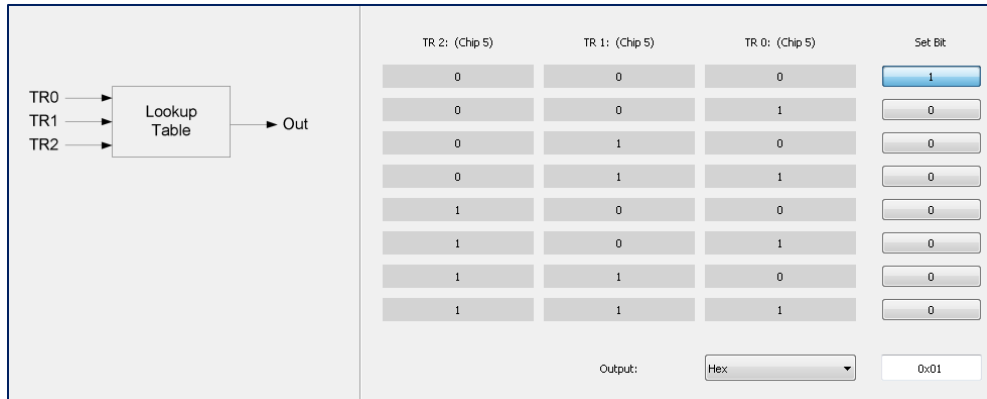 TR0
TR1
TR2
Lookup
Table
Out
TR 2: (Chip 5) TR 1: (Chip 5) TR 0: (Chip 5) Set Bit
0 0 0 1
0 0 1 0
0 1 0 0
0 1 1 0
1 0 0 0
1 0 1 0
1 1 0 0
1 1 1 0
Output: Hex 0x01